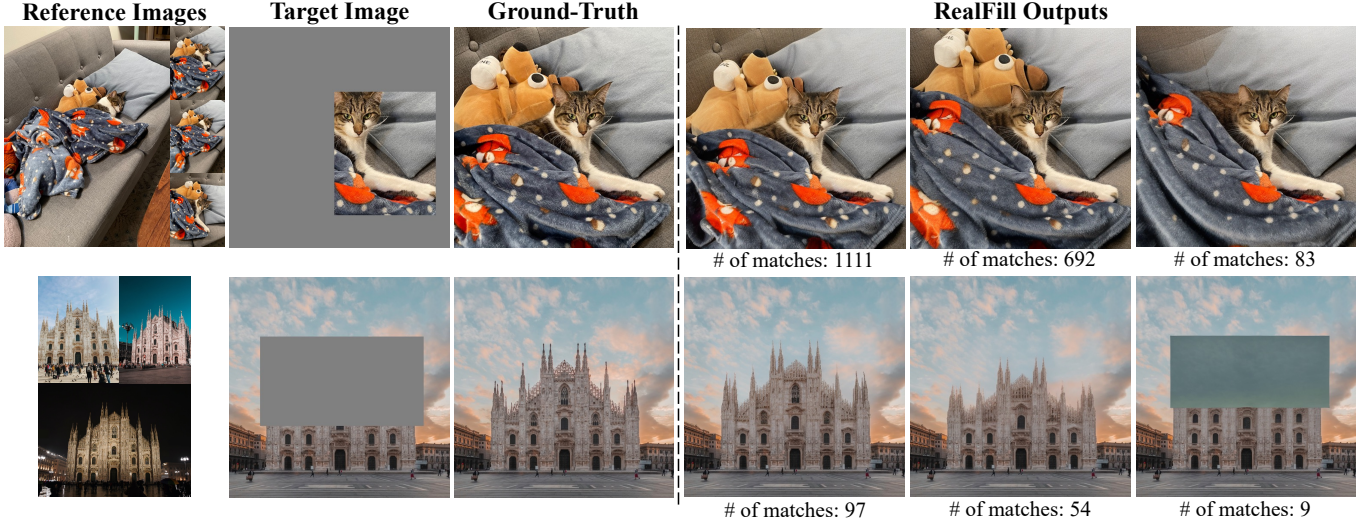 Reference Images
Target Image
Ground-Truth
RealFill Outputs
# of matches: 1111
# of matches: 692
# of matches: 83
# of matches: 97
# of matches: 54
# of matches: 9